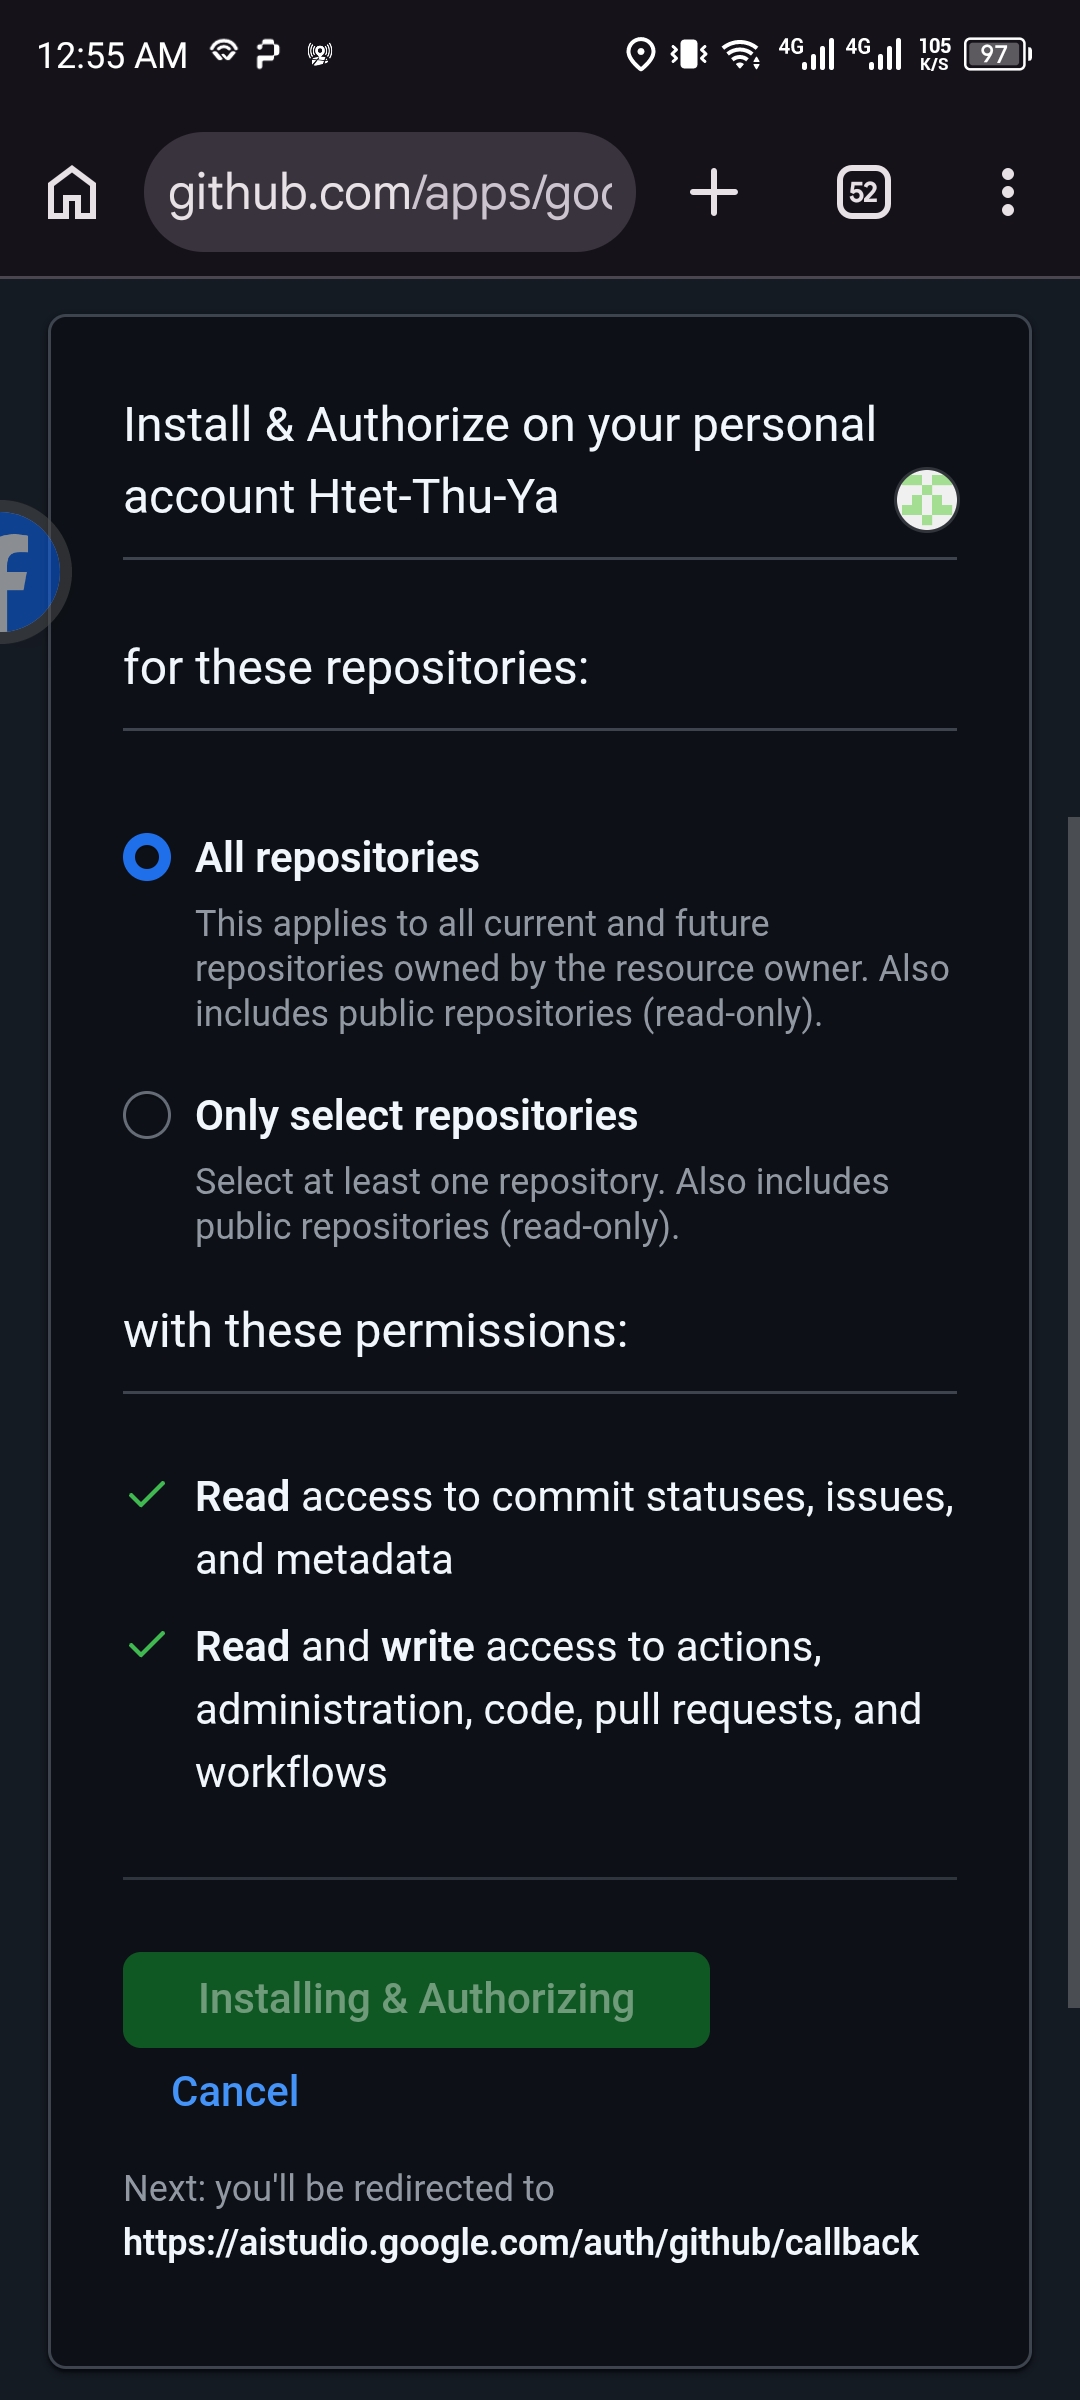 12:55 AM
4G 4G 105 K/S 97
github.com/apps/goo
52
Install & Authorize on your personal
account Htet-Thu-Ya
for these repositories:
All repositories
This applies to all current and future
repositories owned by the resource owner. Also
includes public repositories (read-only).
Only select repositories
Select at least one repository. Also includes
public repositories (read-only).
with these permissions:
Read access to commit statuses, issues,
and metadata
Read and write access to actions,
administration, code, pull requests, and
workflows
Installing & Authorizing
Cancel
Next: you'll be redirected to
https://aistudio.google.com/auth/github/callback